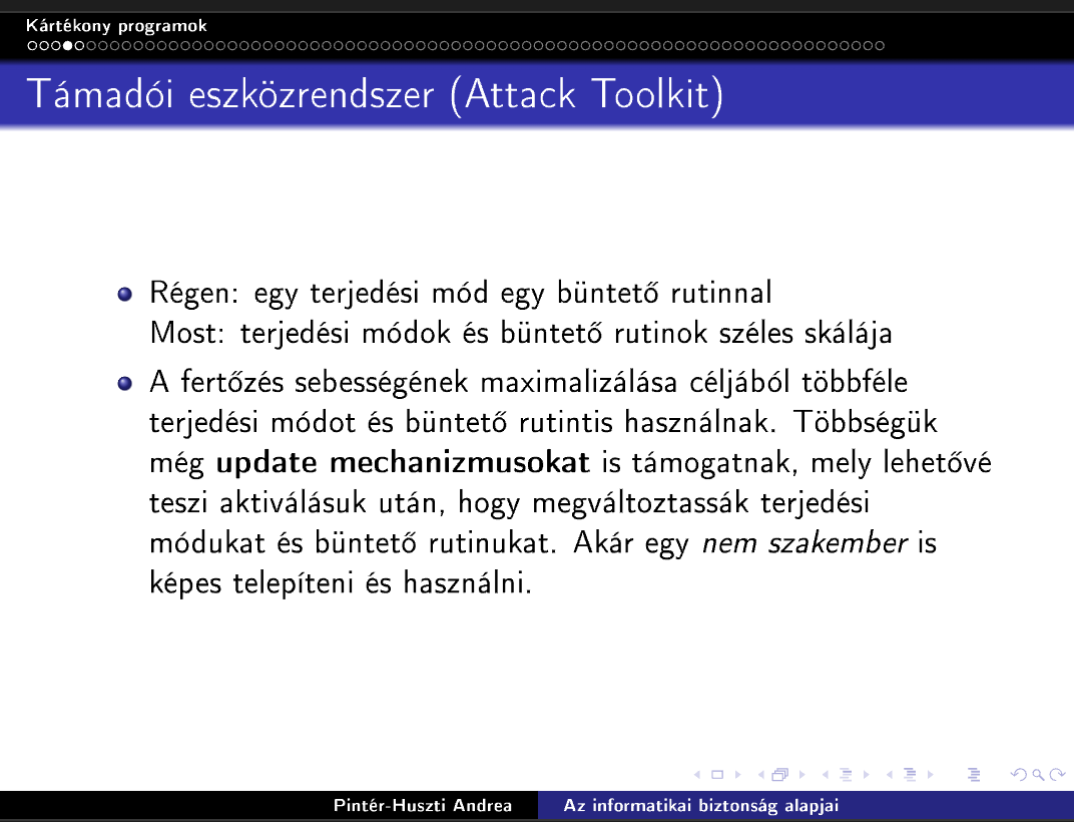 Kártékony programok
Támadói eszközrendszer (Attack Toolkit)
Régen: egy terjedési mód egy büntető rutinnal
Most: terjedési módok és büntető rutinok széles skálája
A fertőzés sebességének maximalizálása céljából többféle
terjedési módot és büntető rutintis használnak. Többségük
még update mechanizmusokat is támogatnak, mely lehetővé
teszi aktiválásuk után, hogy megváltoztassák terjedési
módukat és büntető rutinukat. Akár egy nem szakember is
képes telepíteni és használni.
Pintér-Huszti Andrea Az informatikai biztonság alapjai